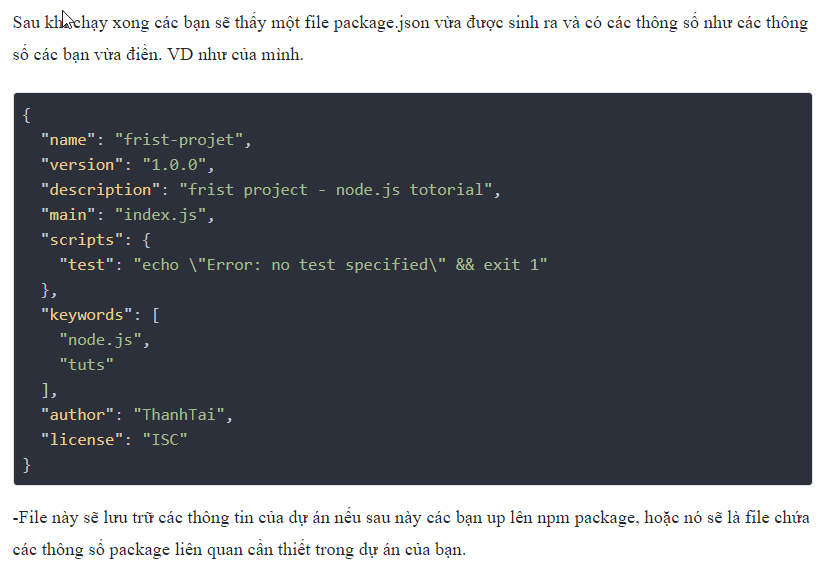 Sau khi chạy xong các bạn sẽ thấy một file package.json vừa được sinh ra và có các thông số như các thông
số các bạn vừa điền. VD như của mình.
{
"name": "frist-projet",
"version": "1.0.0",
"description": "frist project - node.js totorial",
"main": "index.js",
"scripts": {
"test": "echo \"Error: no test specified\" && exit 1"
},
"keywords": [
"node.js",
"tuts"
],
"author": "ThanhTai",
"license": "ISC"
}
-File này sẽ lưu trữ các thông tin của dự án nếu sau này các bạn up lên npm package, hoặc nó sẽ là file chứa
các thông số package liên quan cần thiết trong dự án của bạn.